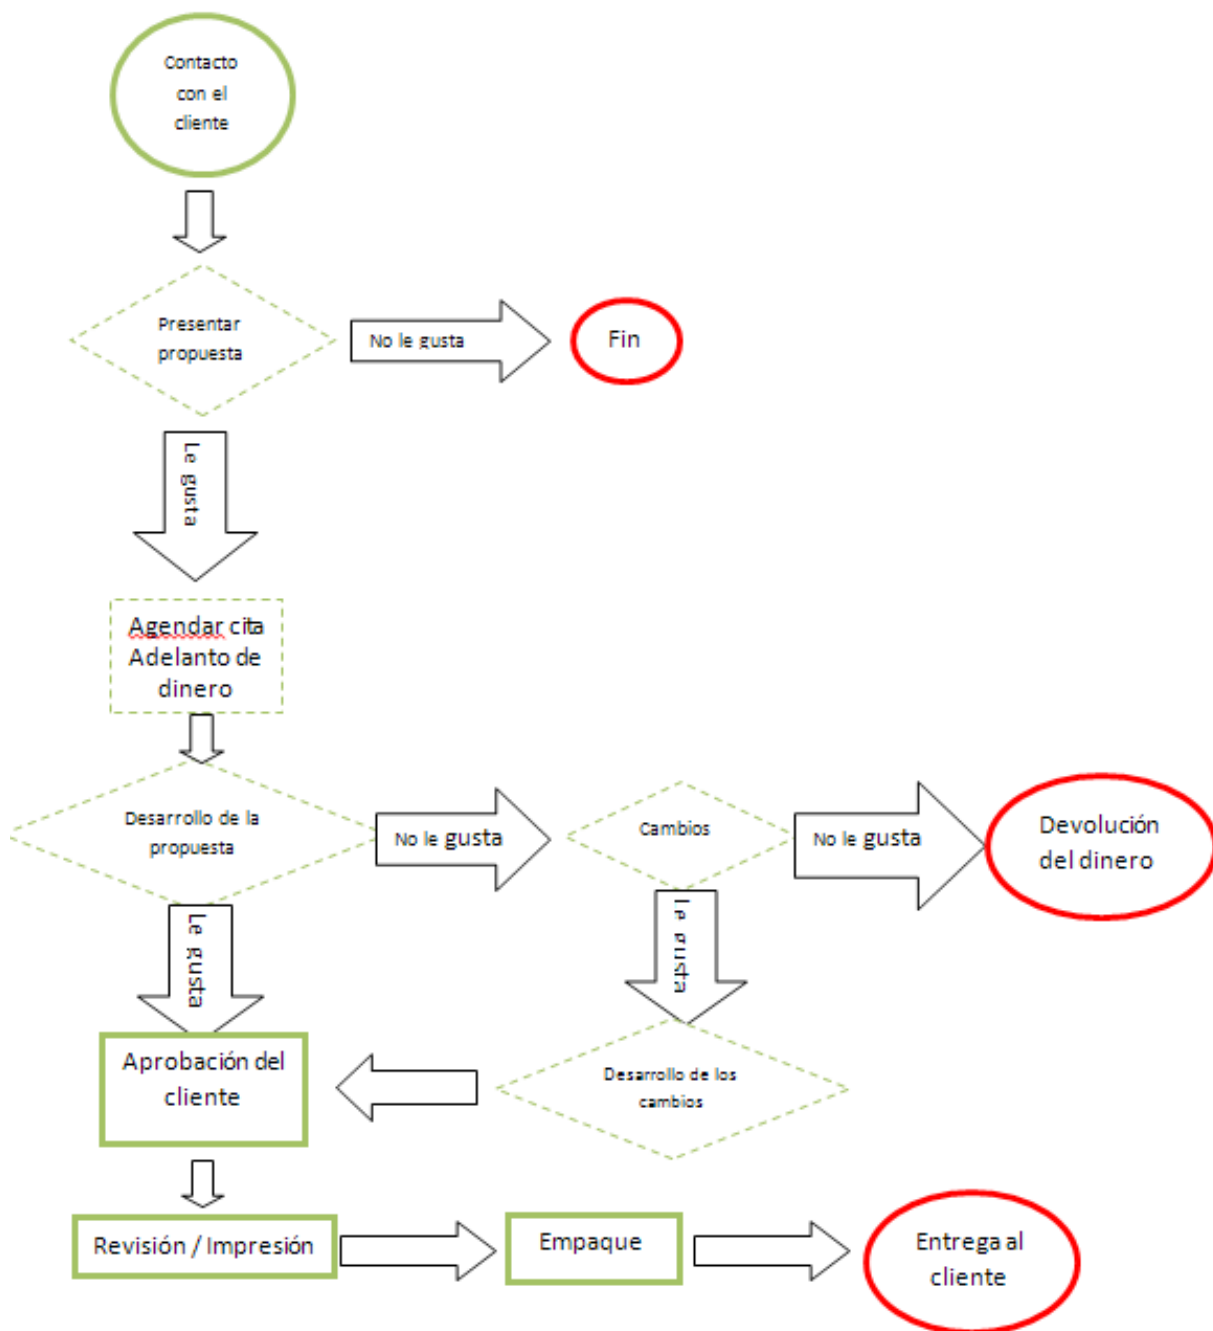 Contacto
con el
cliente
Presentar
propuesta
No le gusta
Fin
Le gusta
Agendar cita
Adelanto de
dinero
Desarrollo de la
propuesta
No le gusta
Cambios
No le gusta
Devolución
del dinero
Le gusta
Le gusta
Aprobación del
cliente
Desarrollo de los
cambios
Revisión / Impresión
Empaque
Entrega al
cliente